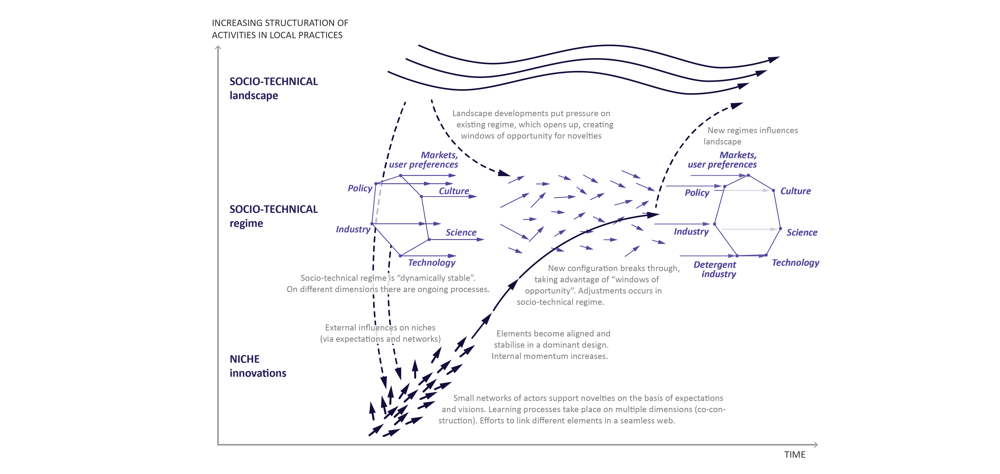 INCREASING STRUCTURATION OF
ACTIVITIES IN LOCAL PRACTICES
SOCIO-TECHNICAL
landscape
Landscape developments put pressure on
existing regime, which opens up, creating
windows of opportunity for novelties
New regimes influences
landscape
Markets,
user preferences
Policy
Culture
Industry
Science
Technology
SOCIO-TECHNICAL
regime
Markets,
user preferences
Policy
Culture
Industry
Science
Detergent
industry
Technology
Socio-technical regime is “dynamically stable”.
On different dimensions there are ongoing processes.
New configuration breaks through,
taking advantage of “windows of
opportunity”. Adjustments occurs in
socio-technical regime.
External influences on niches
(via expectations and networks)
Elements become aligned and
stabilise in a dominant design.
Internal momentum increases.
NICHE
innovations
Small networks of actors support novelties on the basis of expectations
and visions. Learning processes take place on multiple dimensions (co-con-
struction). Efforts to link different elements in a seamless web.
TIME